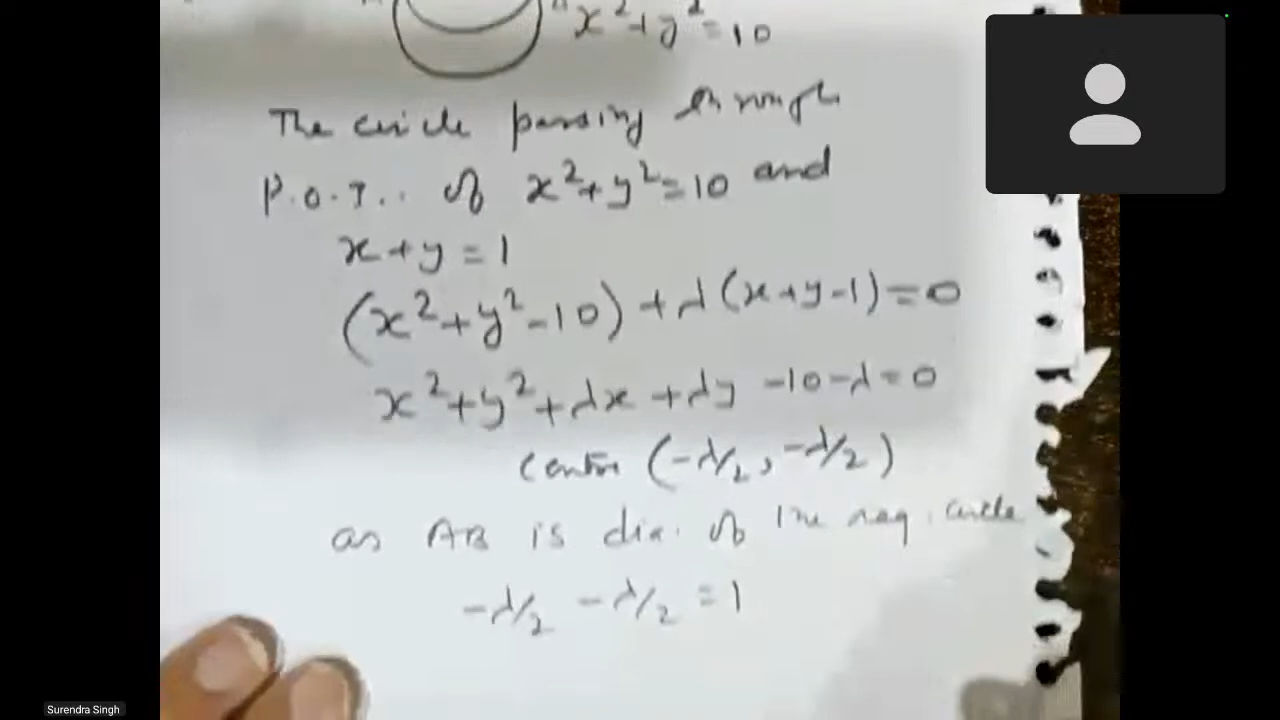 x²+y²=10
The circle passing through
P.O.I.. of x²+y²=10 and
x+y=1
(x²+y²-10)+λ(x+y-1)=0
x²+y²+λx+λy-10-λ=0
centre (-λ/2,-λ/2)
as AB is dia. of the req. circle
-λ/2 -λ/2 =1
Surendra Singh